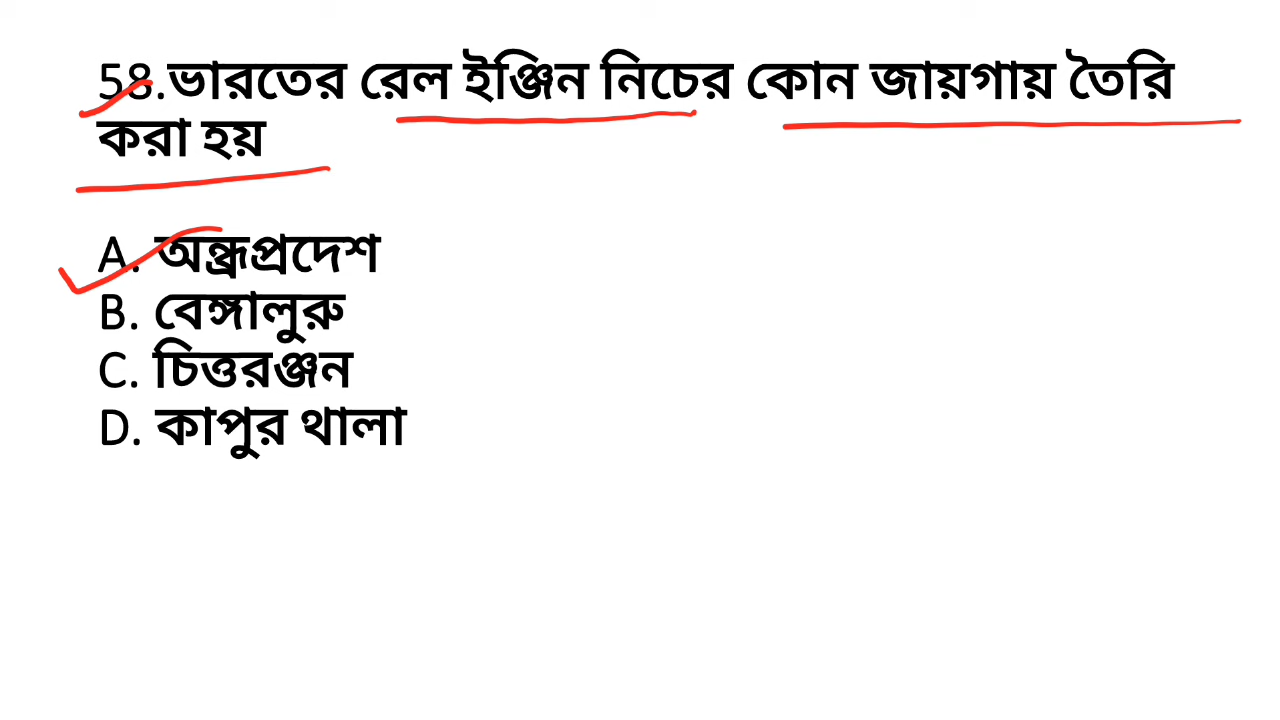 58.ভারতের রেল ইঞ্জিন নিচের কোন জায়গায় তৈরি
করা হয়
A. অন্ধ্রপ্রদেশ
B. বেঙ্গালুরু
C. চিত্তরঞ্জন
D. কাপুর থালা